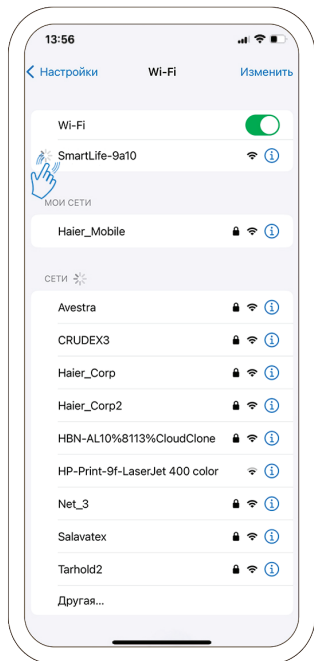 13:56
Настройки Wi-Fi Изменить
Wi-Fi
SmartLife-9a10
МОИ СЕТИ
Haier_Mobile
СЕТИ
Avestra
CRUDEX3
Haier_Corp
Haier_Corp2
HBN-AL10%8113%CloudClone
HP-Print-9f-LaserJet 400 color
Net_3
Salavatex
Tarhold2
Другая...